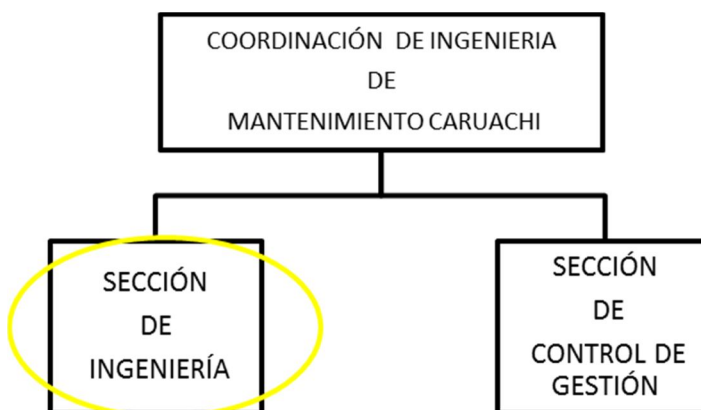 COORDINACIÓN DE INGENIERIA
DE
MANTENIMIENTO CARUACHI
SECCIÓN
DE
INGENIERÍA
SECCIÓN
DE
CONTROL DE
GESTIÓN